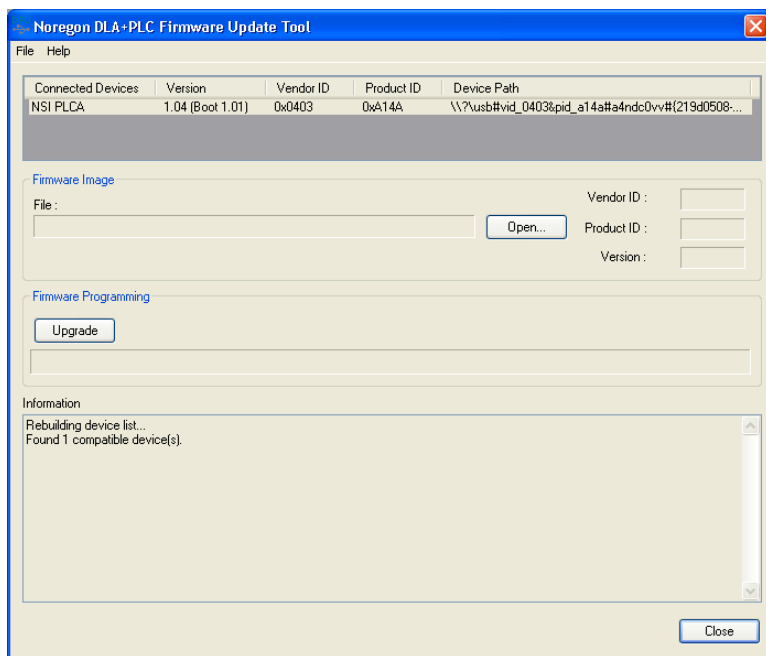 Noregon DLA+PLC Firmware Update Tool
File Help
Connected Devices Version Vendor ID Product ID Device Path
NSI PLCA 1.04 (Boot 1.01) 0x0403 0xA14A \\?\usb#vid_0403&pid_a14a#a4ndc0vv#{219d0508-...
Firmware Image
File :
Open...
Vendor ID :
Product ID :
Version :
Firmware Programming
Upgrade
Information
Rebuilding device list...
Found 1 compatible device(s).
Close